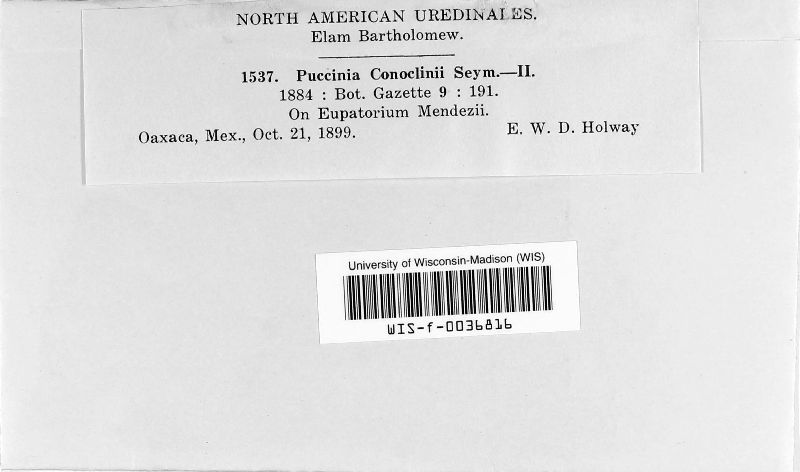 NORTH AMERICAN UREDINALES.
Elam Bartholomew.
1537. Puccinia Conoclinii Seym.—II.
1884 : Bot. Gazette 9 : 191.
On Eupatorium Mendezii.
Oaxaca, Mex., Oct. 21, 1899. E. W. D. Holway
University of Wisconsin-Madison (WIS)
WIS-f-0036816